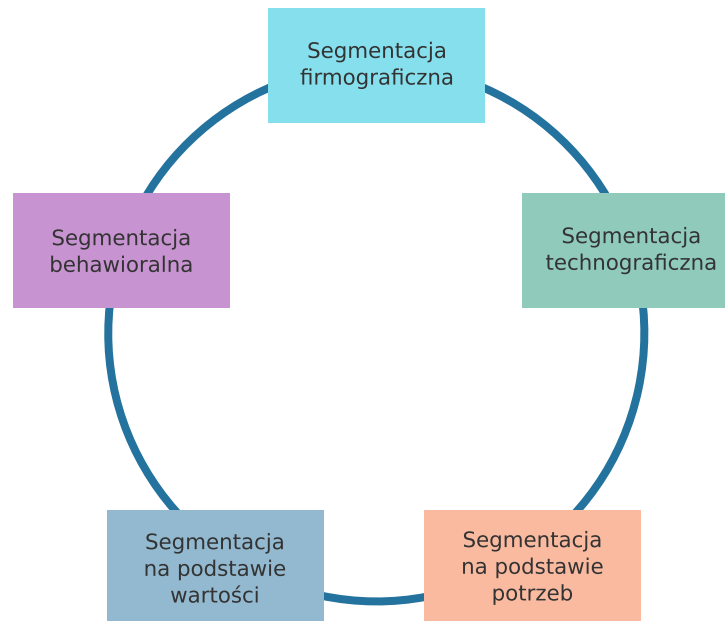 Segmentacja
firmograficzna
Segmentacja
behawioralna
Segmentacja
technograficzna
Segmentacja
na podstawie
wartości
Segmentacja
na podstawie
potrzeb